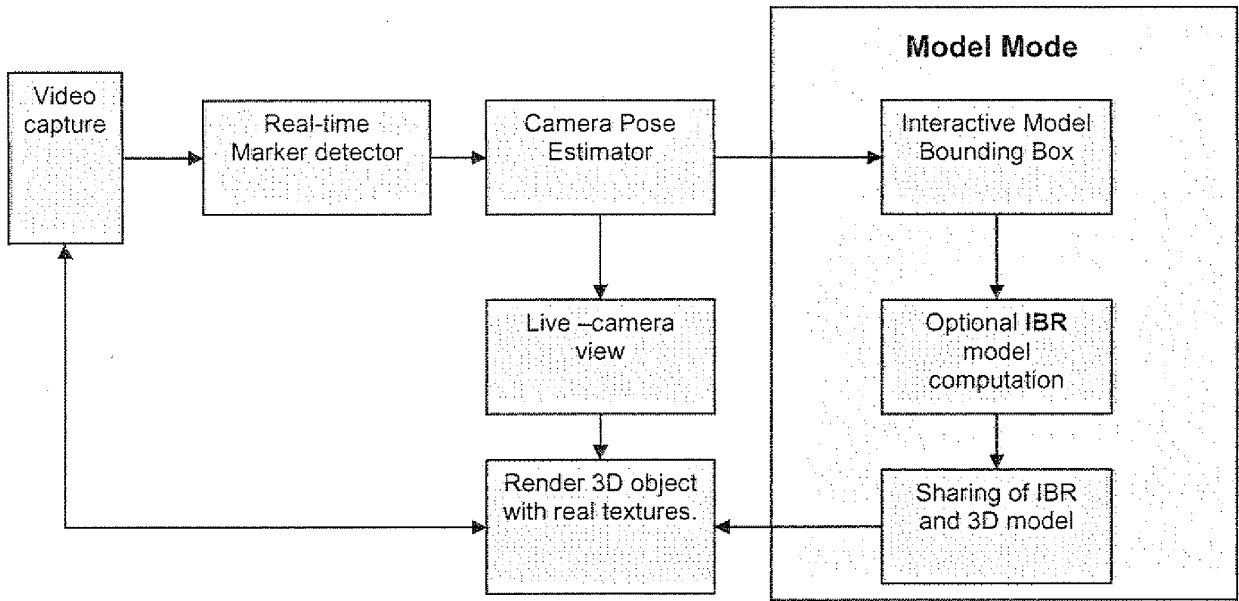 Model Mode
Video
capture
Real-time
Marker detector
Camera Pose
Estimator
Interactive Model
Bounding Box
Live –camera
view
Optional IBR
model
computation
Render 3D object
with real textures.
Sharing of IBR
and 3D model